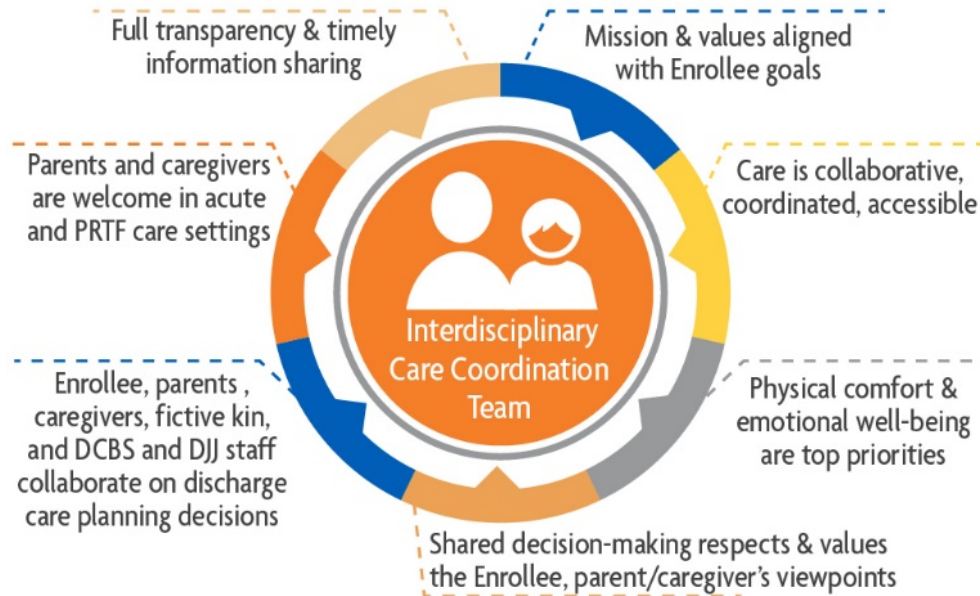 Full transparency & timely
information sharing
Mission & values aligned
with Enrollee goals
Parents and caregivers
are welcome in acute
and PRTF care settings
Care is collaborative,
coordinated, accessible
Interdisciplinary
Care Coordination
Team
Enrollee, parents ,
caregivers, fictive kin,
and DCBS and DJJ staff
collaborate on discharge
care planning decisions
Physical comfort &
emotional well-being
are top priorities
Shared decision-making respects & values
the Enrollee, parent/caregiver's viewpoints